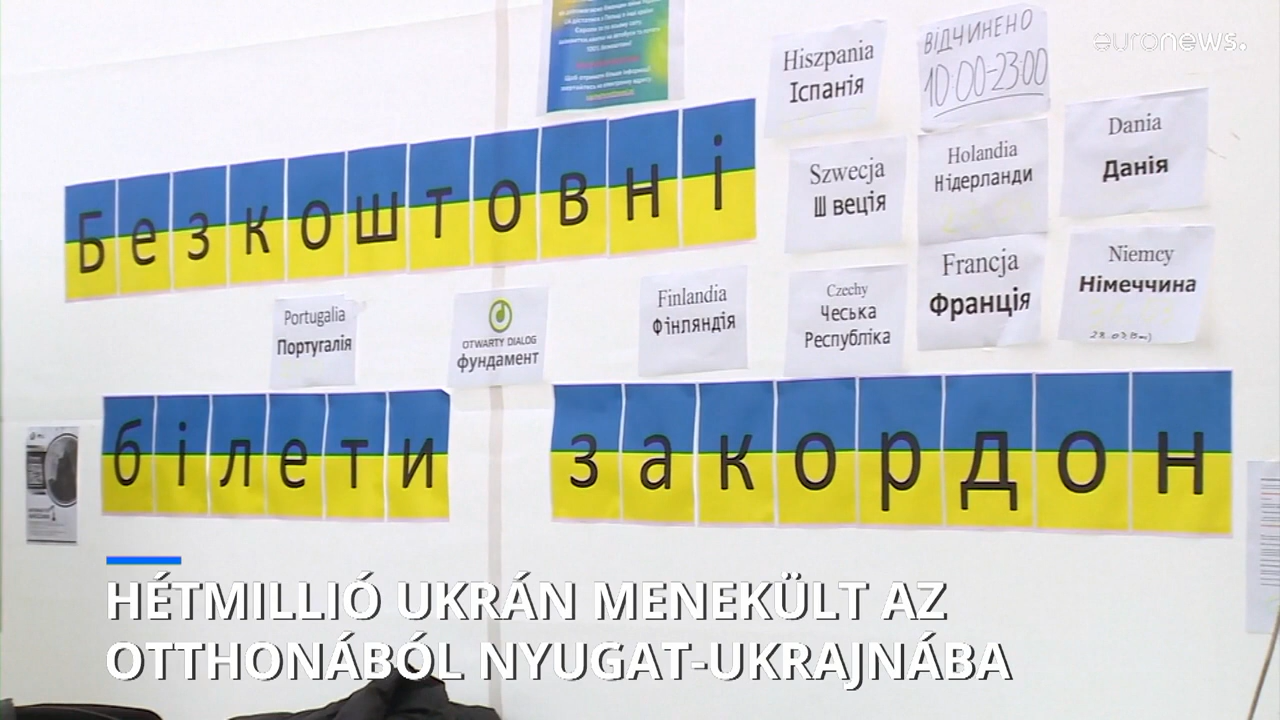 euronews.
100% безкоштовні!
Hiszpania
Іспанія
ВІДЧИНЕНО
10:00-23:00
Dania
Данія
Szwecja
Швеція
Holandia
Нідерланди
Безкоштовні
Portugalia
Португалія
OTWARTY DIALOG
фундамент
Finlandia
Фінляндія
Czechy
Чеська
Республіка
Francja
Франція
Niemcy
Німеччина
білети закордон
HÉTMILLIÓ UKRÁN MENEKÜLT AZ
OTTHONÁBÓL NYUGAT-UKRAJNÁBA